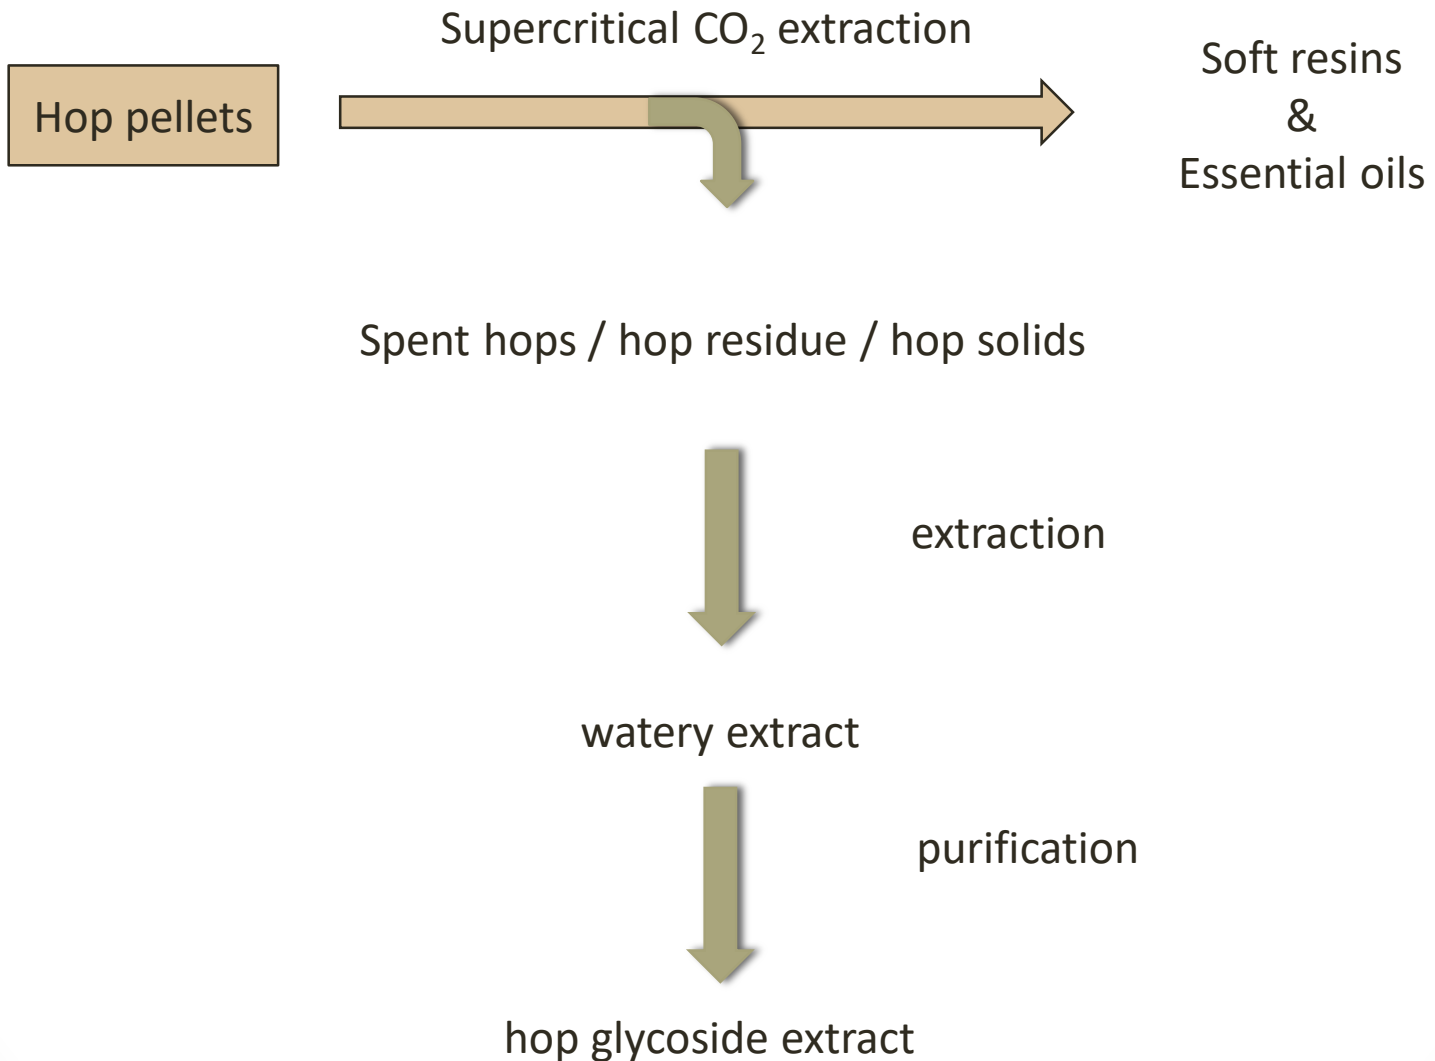 Supercritical CO₂ extraction
Hop pellets
Soft resins
&
Essential oils
Spent hops / hop residue / hop solids
extraction
watery extract
purification
hop glycoside extract